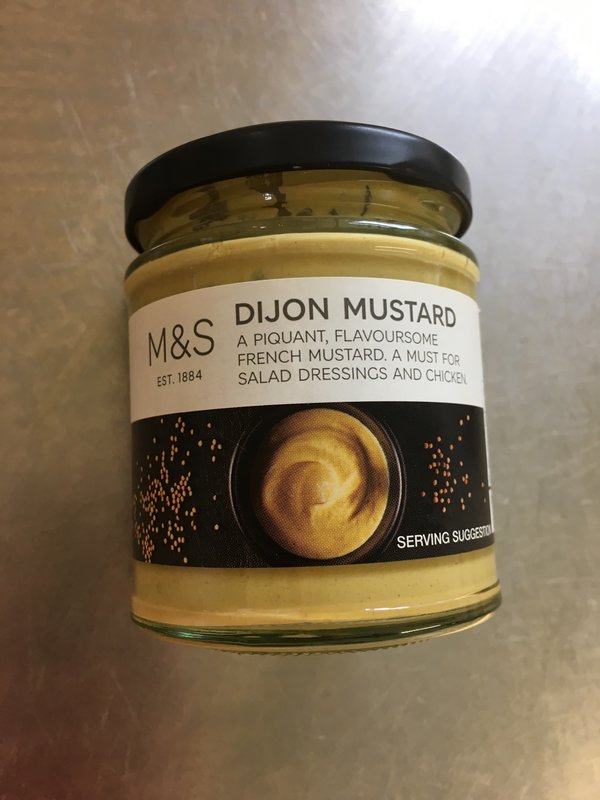 M&S
EST. 1884
DIJON MUSTARD
A PIQUANT, FLAVOURSOME
FRENCH MUSTARD. A MUST FOR
SALAD DRESSINGS AND CHICKEN.
SERVING SUGGESTION